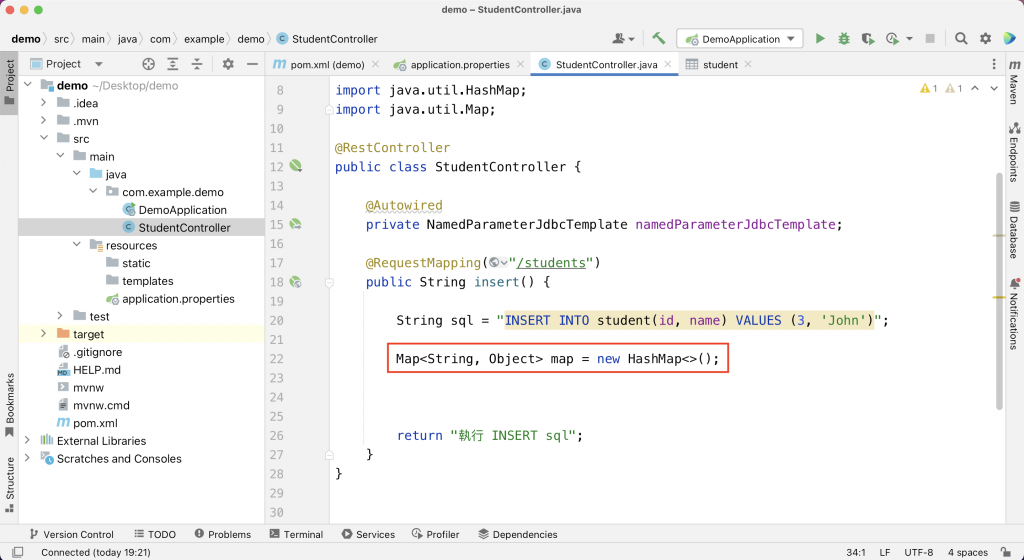 demo – StudentController.java
demo src main java com example demo StudentController
DemoApplication
Project
pom.xml (demo)
application.properties
StudentController.java
student
Project
Bookmarks
Structure
demo ~/Desktop/demo
.idea
.mvn
src
main
java
com.example.demo
DemoApplication
StudentController
resources
static
templates
application.properties
test
target
.gitignore
HELP.md
mvnw
mvnw.cmd
pom.xml
External Libraries
Scratches and Consoles
1 1
8 import java.util.HashMap;
9 import java.util.Map;
10
11 @RestController
12 public class StudentController {
13
14 @Autowired
15 private NamedParameterJdbcTemplate namedParameterJdbcTemplate;
16
17 @RequestMapping("/students")
18 public String insert() {
19
20 String sql = "INSERT INTO student(id, name) VALUES (3, 'John')";
21
22 Map<String, Object> map = new HashMap<>();
23
24
25
26 return "執行 INSERT sql";
27 }
28 }
29
30
Maven
Endpoints
Database
Notifications
Version Control
TODO
Problems
Terminal
Services
Profiler
Dependencies
Connected (today 19:21)
34:1 LF UTF-8 4 spaces